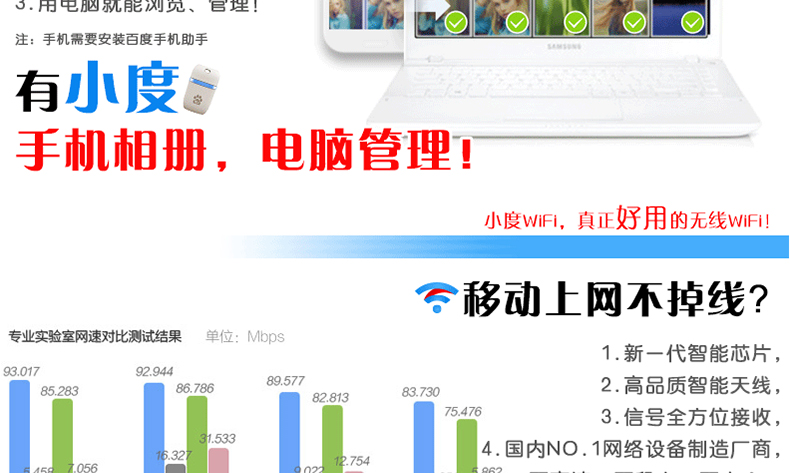 3.用电脑就能浏览、管理!
注：手机需要安装百度手机助手
SAMSUNG
有小度
手机相册，电脑管理!
小度WiFi，真正好用的无线WiFi!
移动上网不掉线?
专业实验室网速对比测试结果 单位：Mbps
1.新一代智能芯片，
2.高品质智能天线，
3.信号全方位接收，
4.国内NO.1网络设备制造厂商，
93.017 85.283 5.458 7.056
92.944 86.786 16.327 31.533
89.577 82.813 9.022 12.754
83.730 75.476 5.862